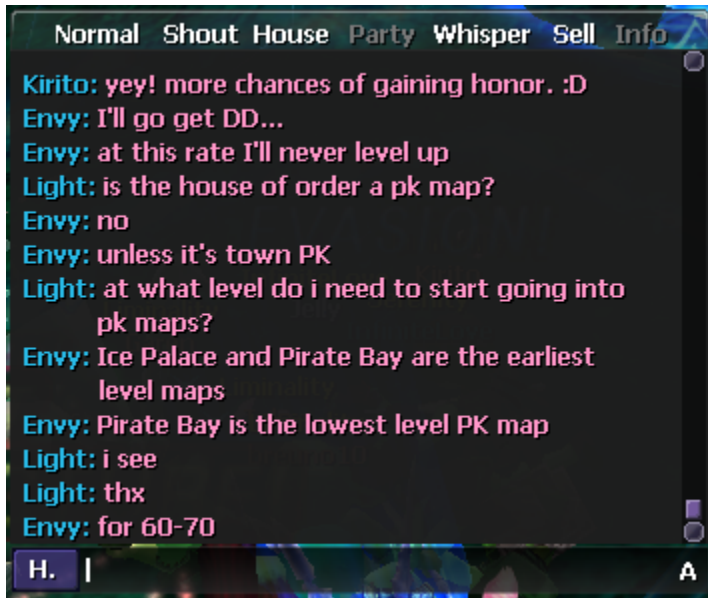 Normal Shout House Party Whisper Sell Info
Kirito: yey! more chances of gaining honor. :D
Envy: I'll go get DD...
Envy: at this rate I'll never level up
Light: is the house of order a pk map?
Envy: no
Envy: unless it's town PK
Light: at what level do i need to start going into
pk maps?
Envy: Ice Palace and Pirate Bay are the earliest
level maps
Envy: Pirate Bay is the lowest level PK map
Light: i see
Light: thx
Envy: for 60-70
H. A